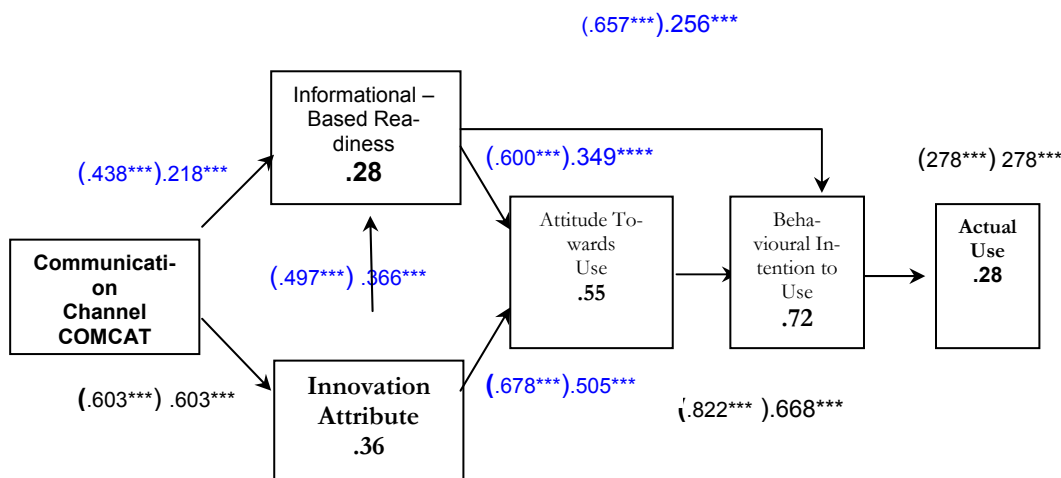 (.657***).256***
Informational –
Based Rea-
diness
.28
(.438***).218***
(.600***).349****
(278***) 278***
Communicati-
on
Channel
COMCAT
(.497***) .366***
Attitude To-
wards
Use
.55
Beha-
vioural In-
tention to
Use
.72
Actual
Use
.28
(.603***) .603***
Innovation
Attribute
.36
(.678***).505***
(.822***).668***